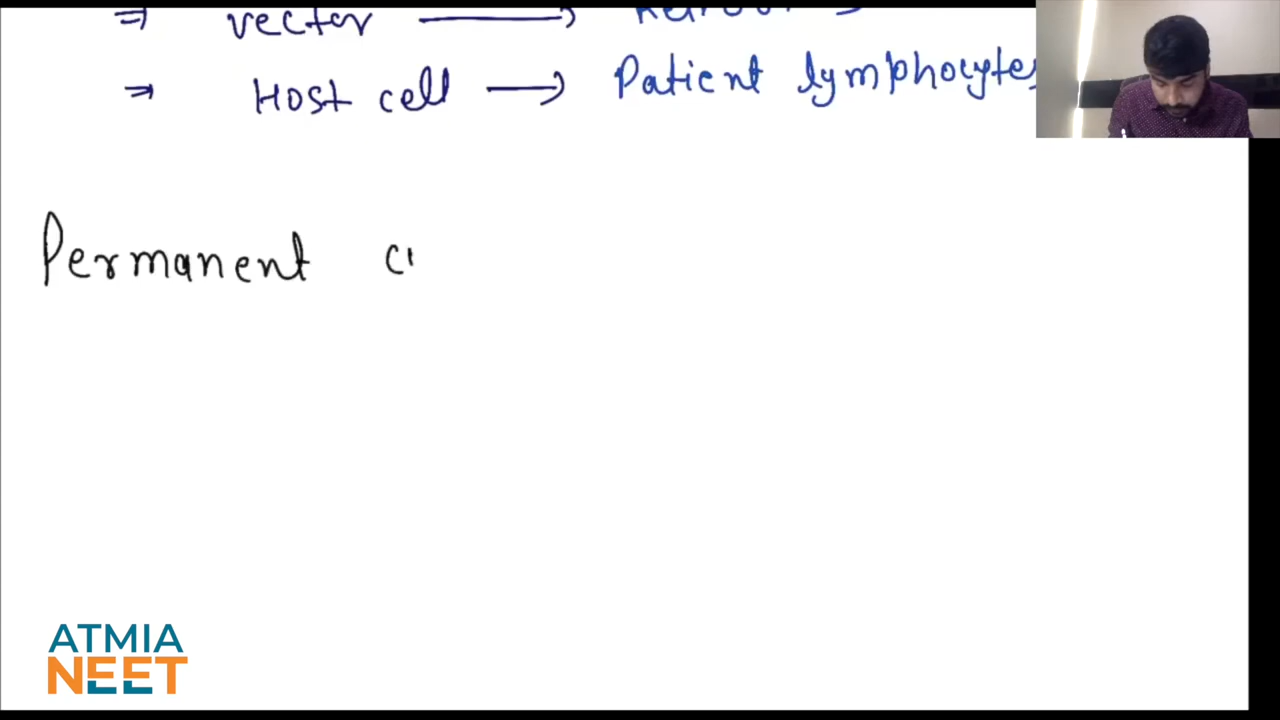 ⇒ vector ⟶
⇒ Host cell ⟶ Patient lymphocytes
Permanent
ATMIA
NEET